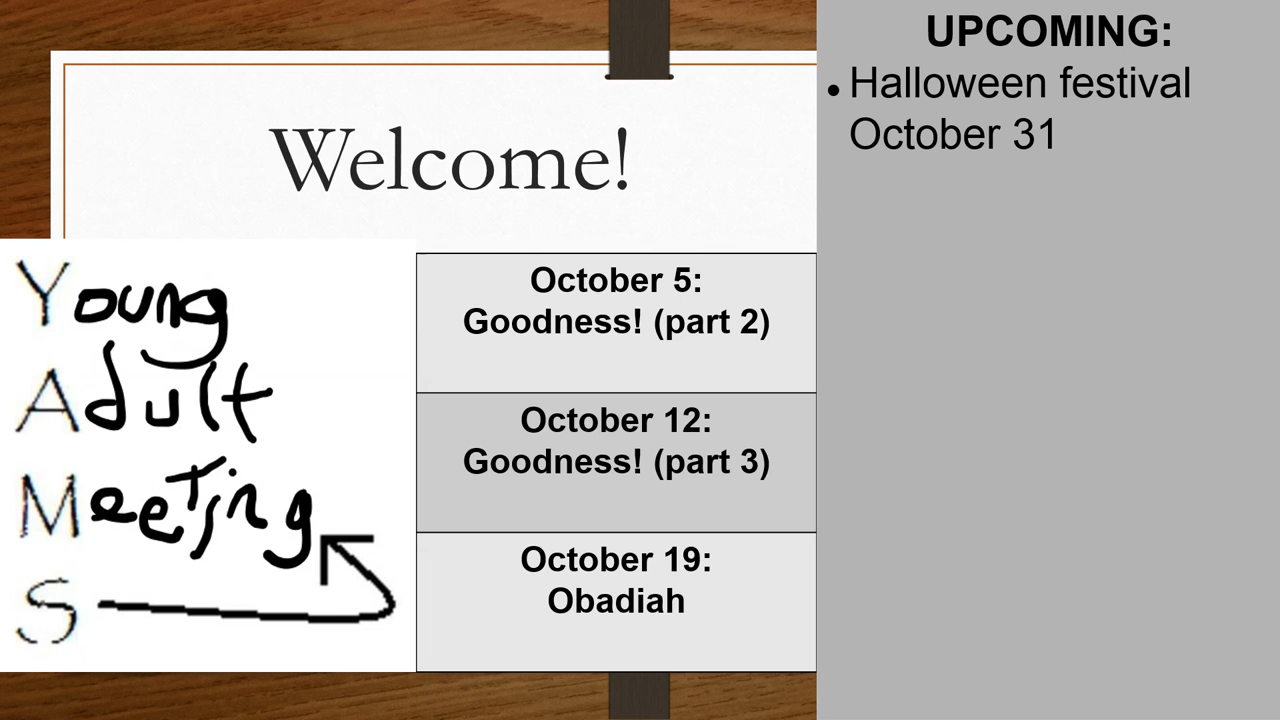 Welcome!
Young
Adult
Meeting
S
October 5:
Goodness! (part 2)
October 12:
Goodness! (part 3)
October 19:
Obadiah
UPCOMING:
• Halloween festival
October 31